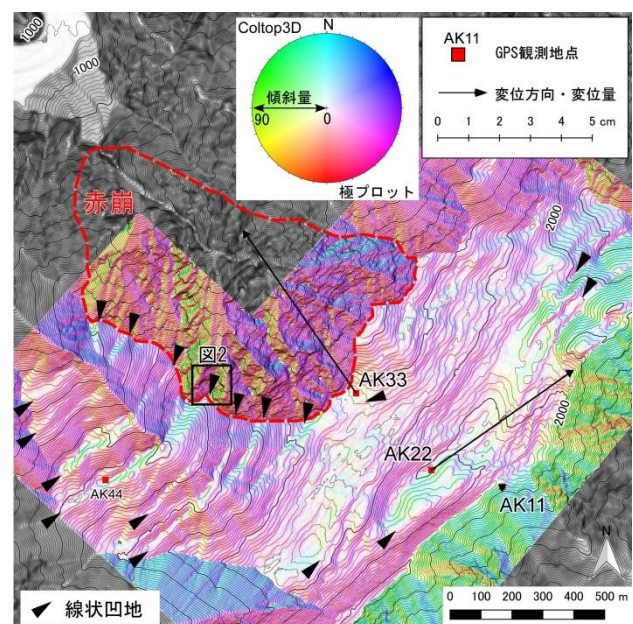 Coltop3D
N
傾斜量
90
0
極プロット
AK11
GPS観測地点
変位方向・変位量
0 1 2 3 4 5 cm
1000
1000
赤崩
2000
図2
AK33
2000
AK22
AK11
AK44
N
線状凹地
0 100 200 300 400 500 m